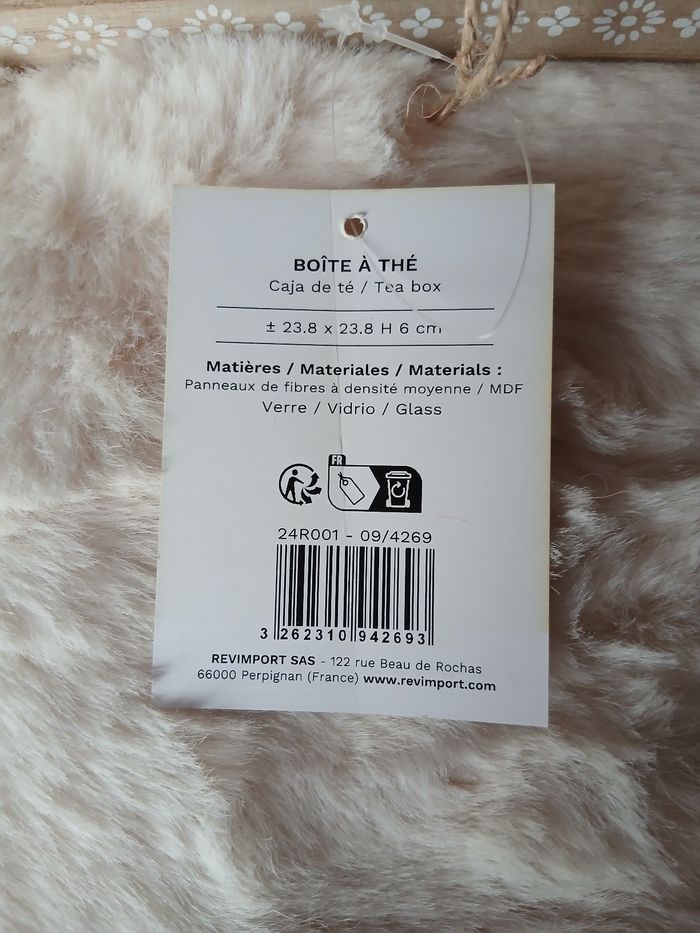 BOÎTE À THÉ
Caja de té / Tea box
± 23.8 x 23.8 H 6 cm
Matières / Materiales / Materials :
Panneaux de fibres à densité moyenne / MDF
Verre / Vidrio / Glass
FR
24R001 - 09/4269
3 262310 942693
REVIMPORT SAS - 122 rue Beau de Rochas
66000 Perpignan (France) www.revimport.com